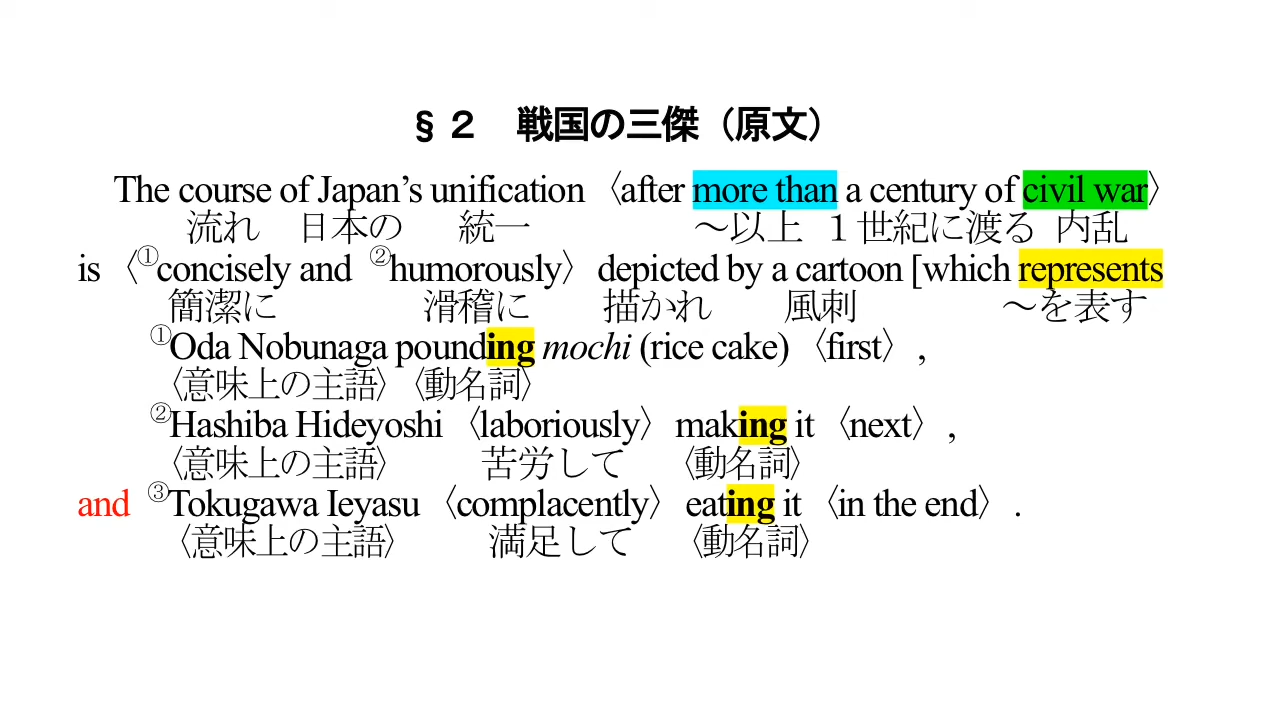 §２　戦国の三傑（原文）
The course of Japan’s unification〈after more than a century of civil war〉
流れ　日本の　統一　～以上　１世紀に渡る　内乱
is〈①concisely and ②humorously〉depicted by a cartoon [which represents
簡潔に　滑稽に　描かれ　風刺　～を表す
①Oda Nobunaga pounding mochi (rice cake)〈first〉,
〈意味上の主語〉〈動名詞〉
②Hashiba Hideyoshi〈laboriously〉making it〈next〉,
〈意味上の主語〉　苦労して　〈動名詞〉
and ③Tokugawa Ieyasu〈complacently〉eating it〈in the end〉.
〈意味上の主語〉　満足して　〈動名詞〉